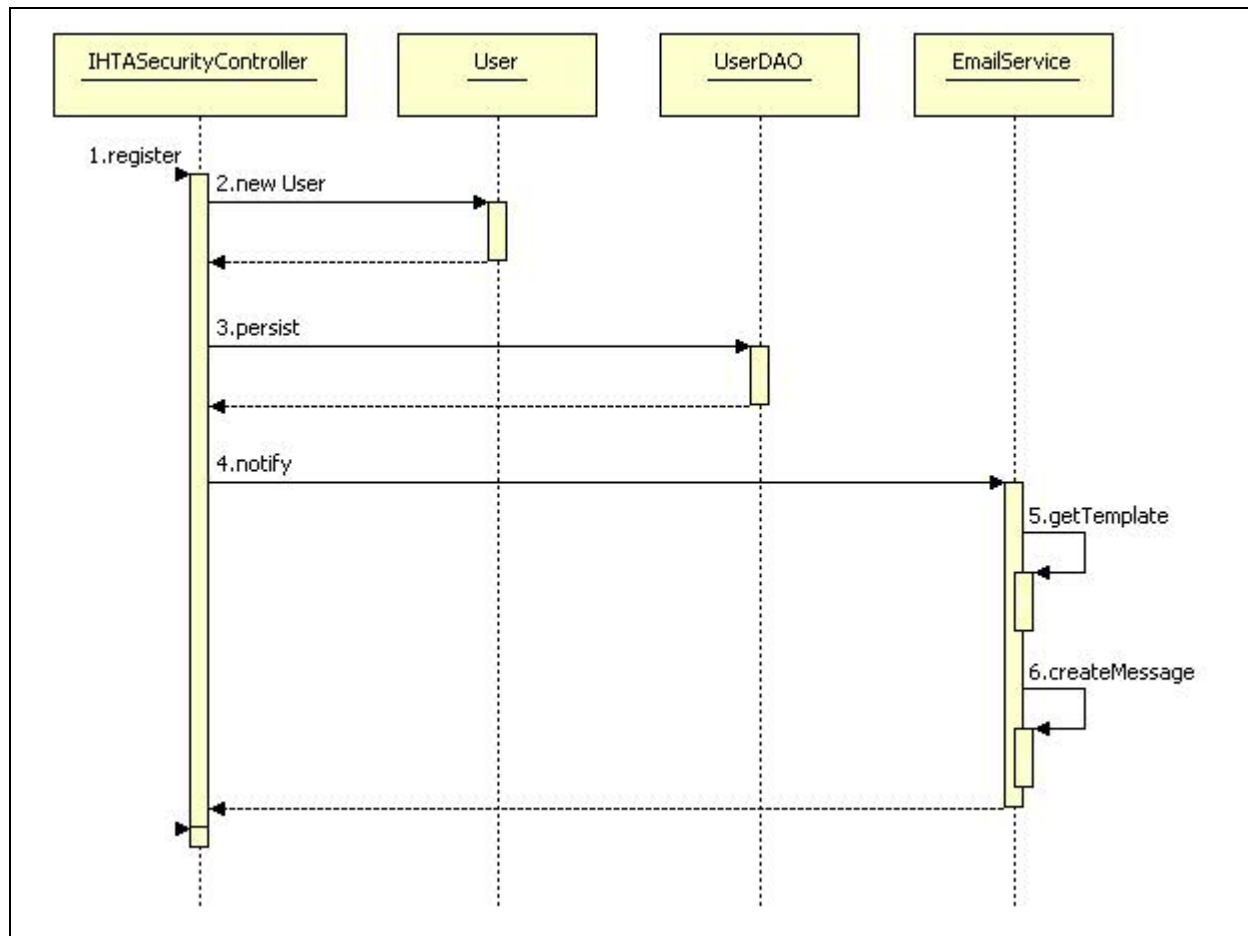 IHTASecurityController
User
UserDAO
EmailService
1.register
2.new User
3.persist
4.notify
5.getTemplate
6.createMessage